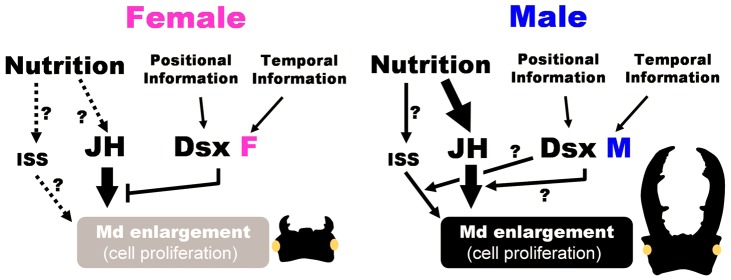 Female
Nutrition
Positional
Information
Temporal
Information
?
?
ISS
JH
Dsx F
?
Md enlargement
(cell proliferation)
Male
Nutrition
Positional
Information
Temporal
Information
?
ISS
JH
?
Dsx M
?
Md enlargement
(cell proliferation)